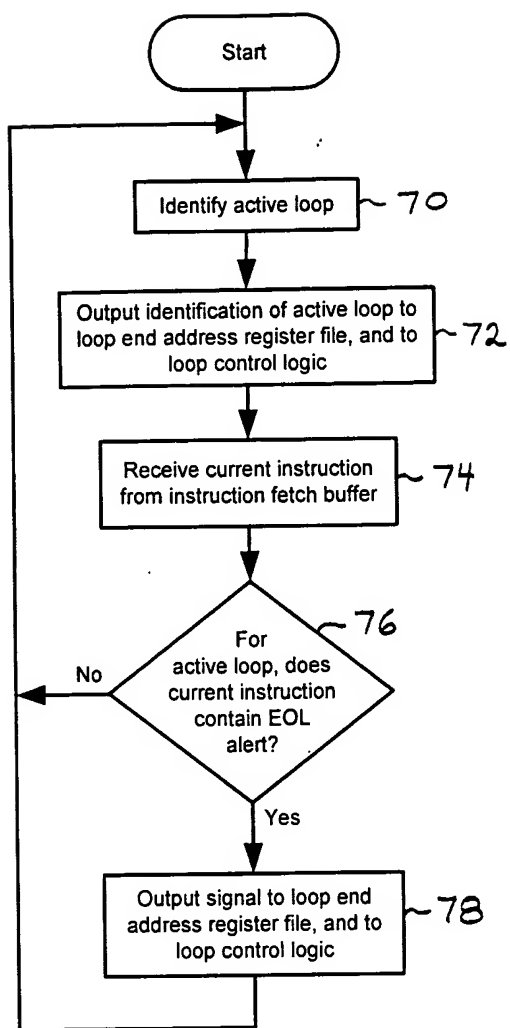 Start
Identify active loop
70
Output identification of active loop to
loop end address register file, and to
loop control logic
72
Receive current instruction
from instruction fetch buffer
74
76
For
active loop, does
current instruction
contain EOL
alert?
No
Yes
Output signal to loop end
address register file, and to
loop control logic
78